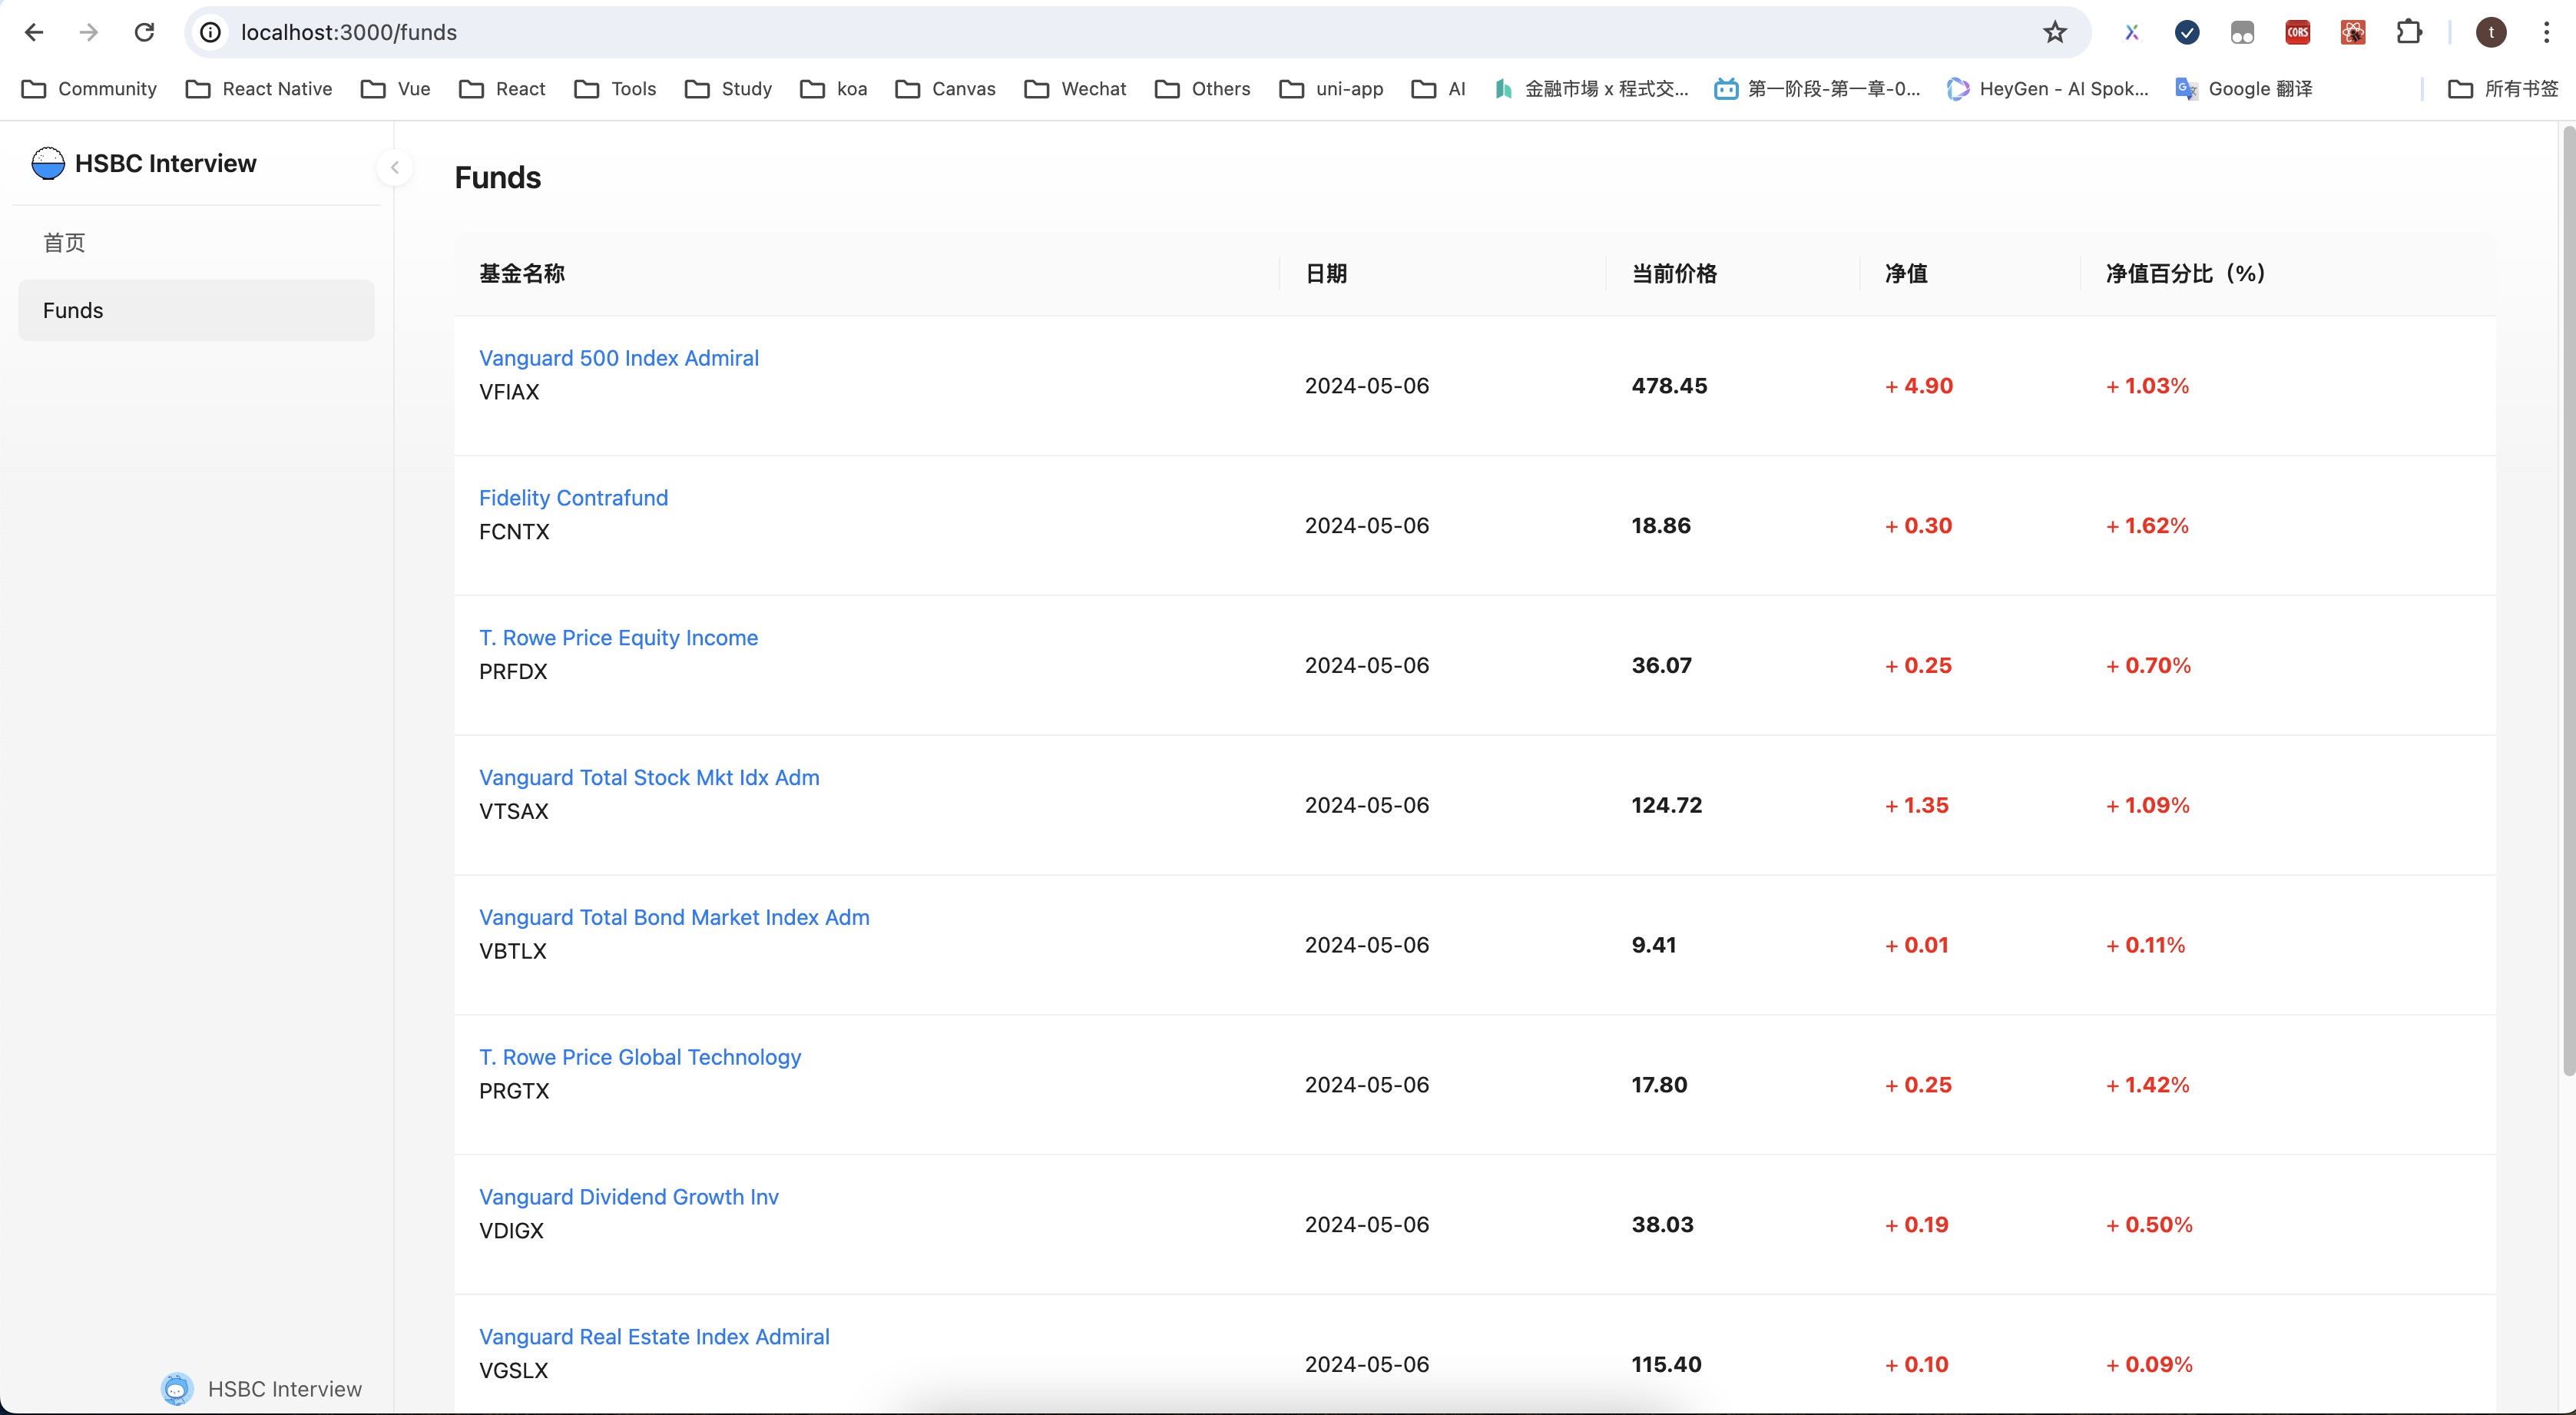 localhost:3000/funds
CORS
t
Community React Native Vue React Tools Study koa Canvas Wechat Others uni-app AI 金融市場 x 程式交... 第一阶段-第一章-0... HeyGen - AI Spok... Google 翻译 所有书签
HSBC Interview
首页
Funds
Funds
基金名称 日期 当前价格 净值 净值百分比（%）
Vanguard 500 Index Admiral
VFIAX
2024-05-06 478.45 + 4.90 + 1.03%
Fidelity Contrafund
FCNTX
2024-05-06 18.86 + 0.30 + 1.62%
T. Rowe Price Equity Income
PRFDX
2024-05-06 36.07 + 0.25 + 0.70%
Vanguard Total Stock Mkt Idx Adm
VTSAX
2024-05-06 124.72 + 1.35 + 1.09%
Vanguard Total Bond Market Index Adm
VBTLX
2024-05-06 9.41 + 0.01 + 0.11%
T. Rowe Price Global Technology
PRGTX
2024-05-06 17.80 + 0.25 + 1.42%
Vanguard Dividend Growth Inv
VDIGX
2024-05-06 38.03 + 0.19 + 0.50%
Vanguard Real Estate Index Admiral
VGSLX
2024-05-06 115.40 + 0.10 + 0.09%
HSBC Interview